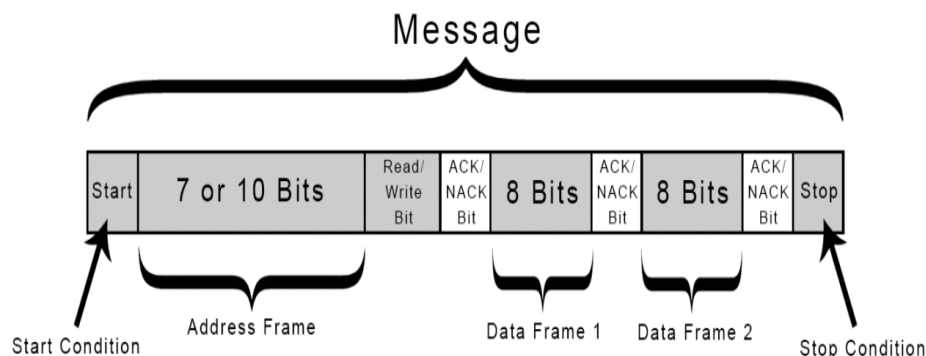 Message
Start
7 or 10 Bits
Read/
Write
Bit
ACK/
NACK
Bit
8 Bits
ACK/
NACK
Bit
8 Bits
ACK/
NACK
Bit
Stop
Start Condition
Address Frame
Data Frame 1
Data Frame 2
Stop Condition